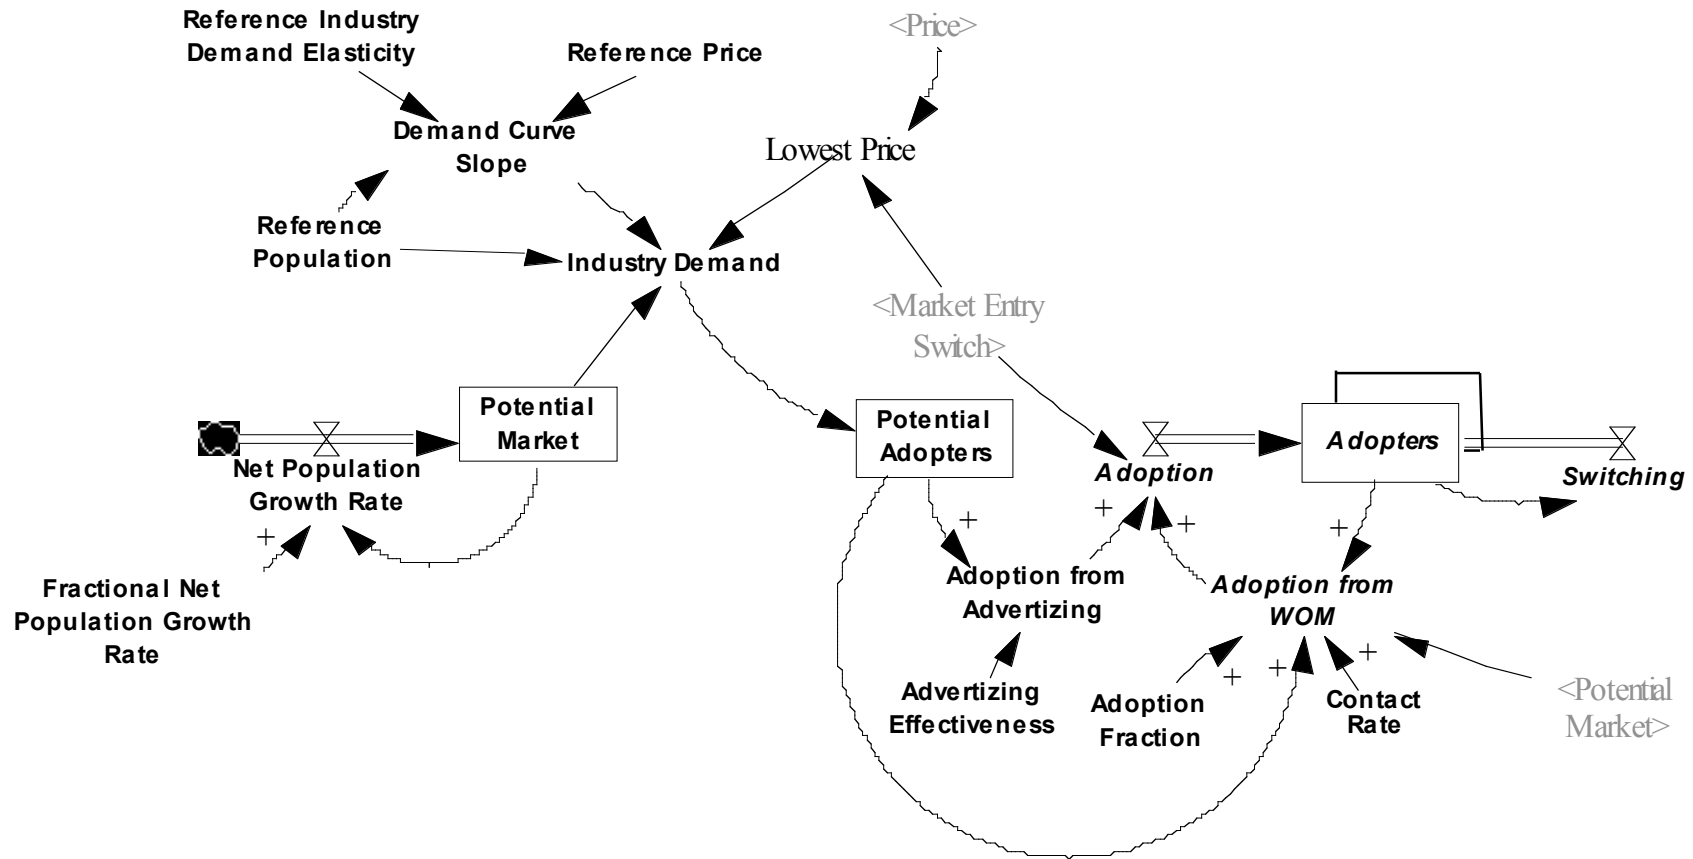 Reference Industry
Demand Elasticity
Reference Price
<Price>
Demand Curve
Slope
Lowest Price
Reference
Population
Industry Demand
<Market Entry
Switch>
Potential
Market
Potential
Adopters
Adopters
Net Population
Growth Rate
Adoption
Switching
+
+
+
+
+
Fractional Net
Population Growth
Rate
Adoption from
Advertizing
Adoption from
WOM
+
+
+
Advertizing
Effectiveness
Adoption
Fraction
Contact
Rate
<Potential
Market>